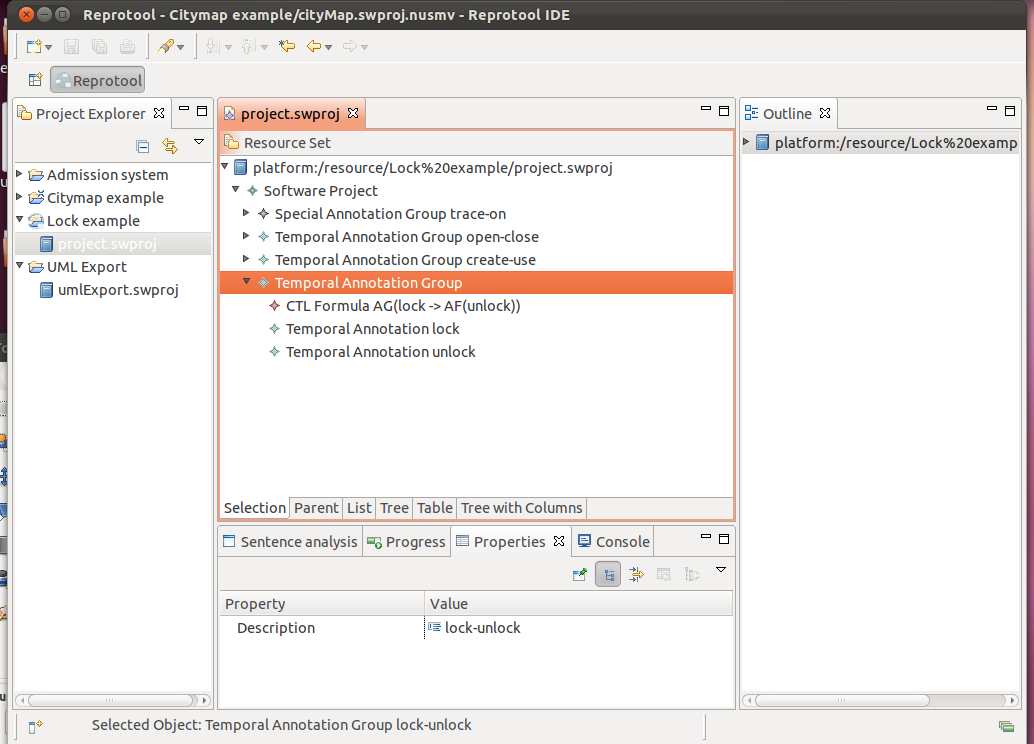 Reprotool - Citymap example/cityMap.swproj.nusmv - Reprotool IDE
Reprotool
Project Explorer
Admission system
Citymap example
Lock example
project.swproj
UML Export
umlExport.swproj
project.swproj
Resource Set
platform:/resource/Lock%20example/project.swproj
Software Project
Special Annotation Group trace-on
Temporal Annotation Group open-close
Temporal Annotation Group create-use
Temporal Annotation Group
CTL Formula AG(lock -> AF(unlock))
Temporal Annotation lock
Temporal Annotation unlock
Selection Parent List Tree Table Tree with Columns
Outline
platform:/resource/Lock%20examp
Sentence analysis Progress Properties Console
Property Value
Description lock-unlock
Selected Object: Temporal Annotation Group lock-unlock